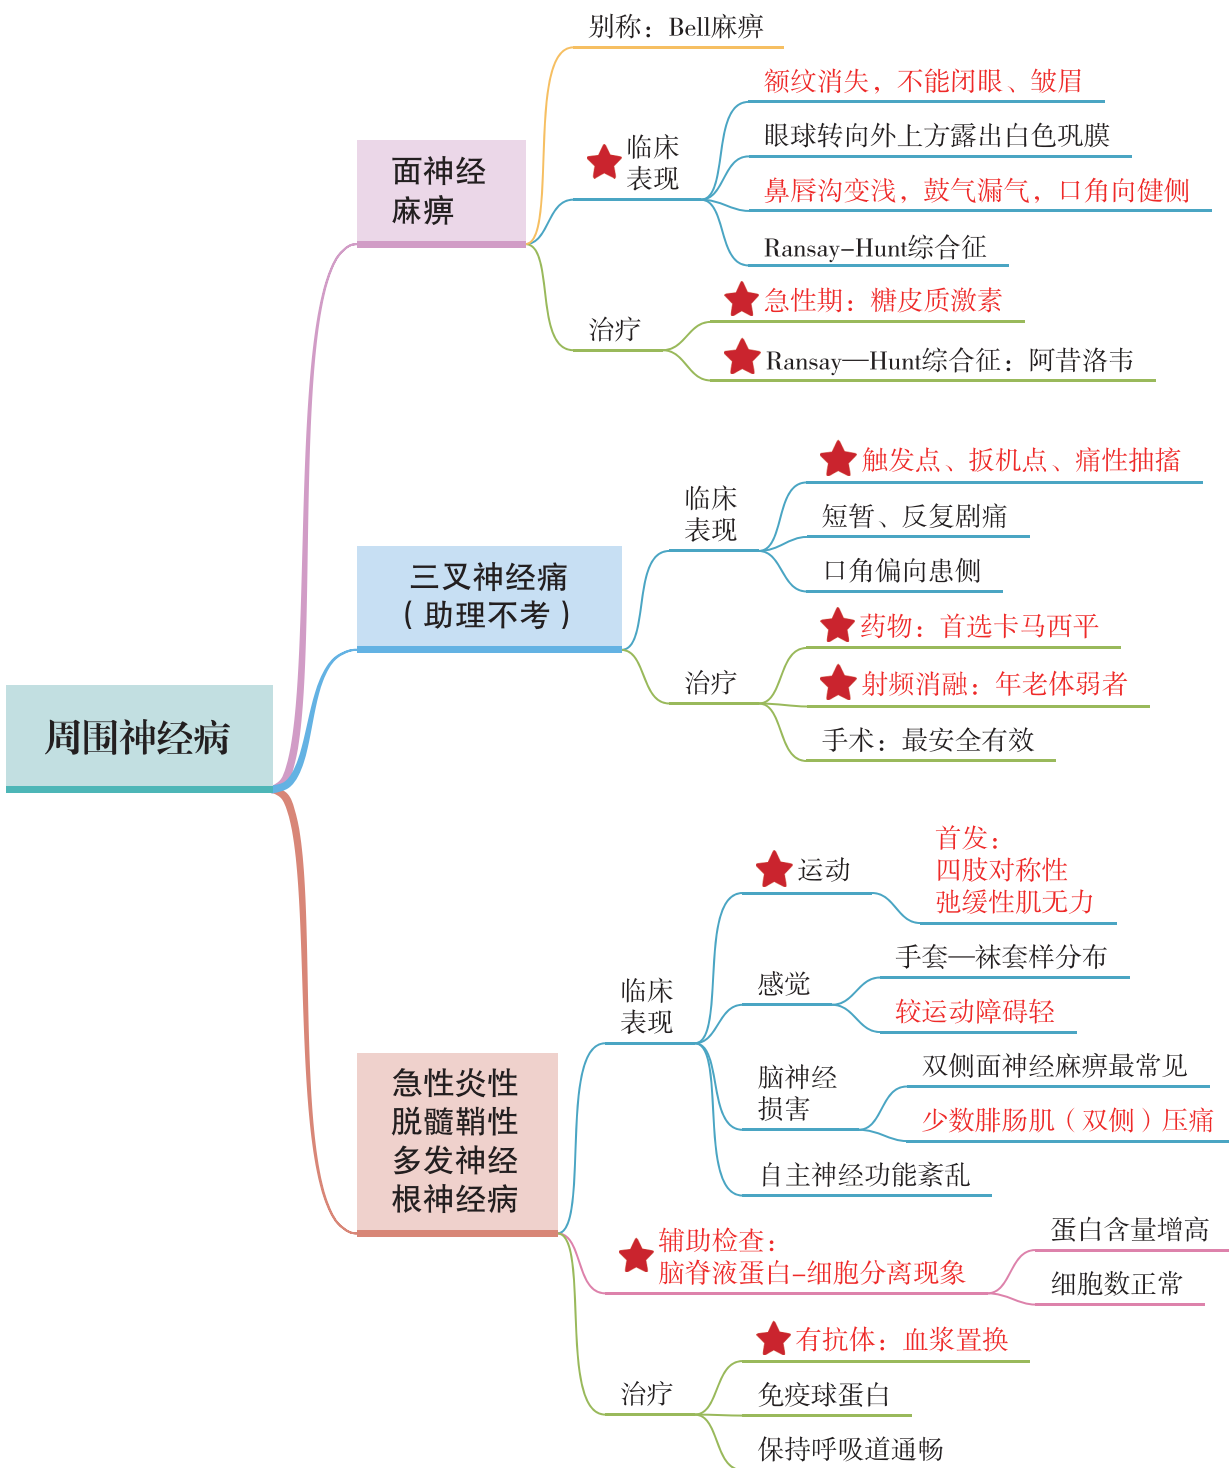 周围神经病
面神经
麻痹
别称：Bell麻痹
临床
表现
额纹消失，不能闭眼、皱眉
眼球转向外上方露出白色巩膜
鼻唇沟变浅，鼓气漏气，口角向健侧
Ransay-Hunt综合征
治疗
急性期：糖皮质激素
Ransay—Hunt综合征：阿昔洛韦
三叉神经痛
（助理不考）
临床
表现
触发点、扳机点、痛性抽搐
短暂、反复剧痛
口角偏向患侧
治疗
药物：首选卡马西平
射频消融：年老体弱者
手术：最安全有效
急性炎性
脱髓鞘性
多发神经
根神经病
临床
表现
运动
首发：
四肢对称性
弛缓性肌无力
感觉
手套—袜套样分布
较运动障碍轻
脑神经
损害
双侧面神经麻痹最常见
少数腓肠肌（双侧）压痛
自主神经功能紊乱
辅助检查：
脑脊液蛋白-细胞分离现象
蛋白含量增高
细胞数正常
治疗
有抗体：血浆置换
免疫球蛋白
保持呼吸道通畅